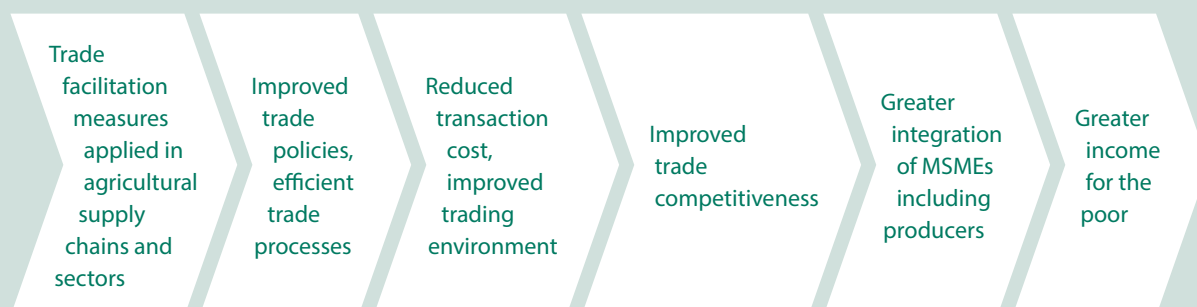 Trade
facilitation
measures
applied in
agricultural
supply
chains and
sectors
Improved
trade
policies,
efficient
trade
processes
Reduced
transaction
cost,
improved
trading
environment
Improved
trade
competitiveness
Greater
integration
of MSMEs
including
producers
Greater
income
for the
poor